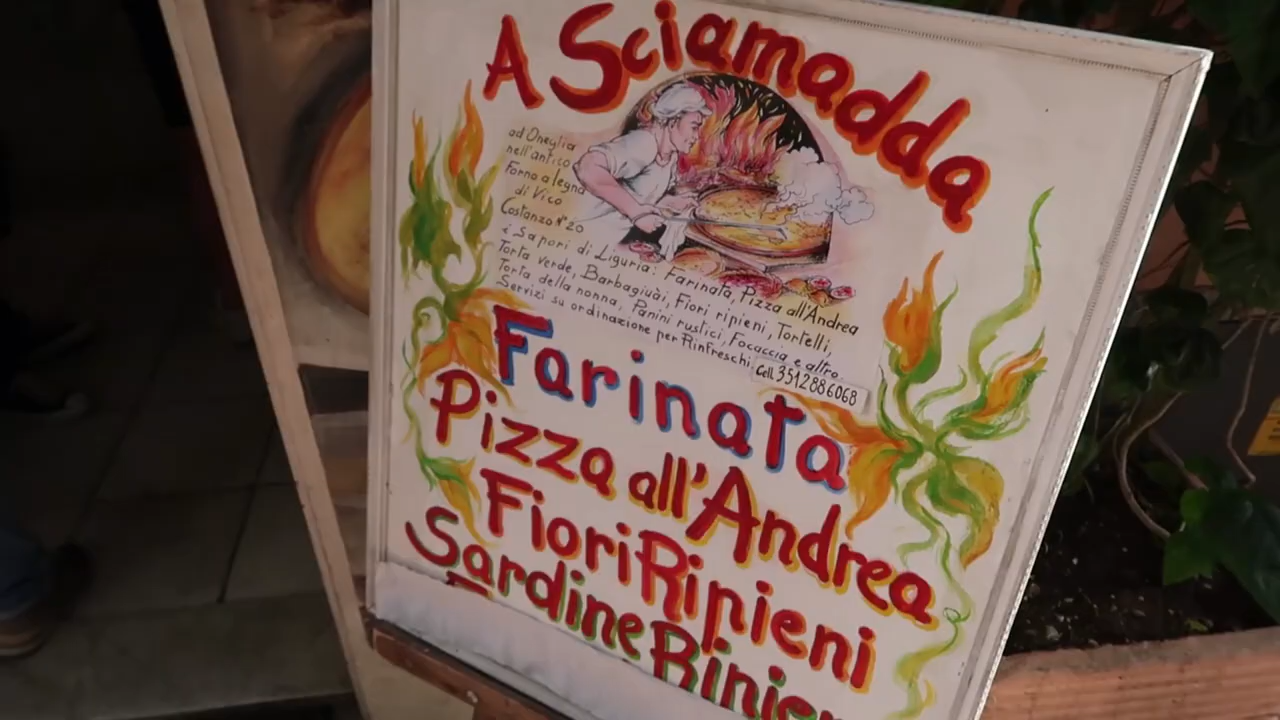 A Sciamadda
ad Oneglia
nell'antico
Forno a legna
di Vico
Costanzo N°20
i Sapori di Liguria: Farinata, Pizza all'Andrea
Torta verde, Barbagiuài, Fiori ripieni, Tortelli,
Torta della nonna, Panini rustici, Focaccia e altro...
Servizi su ordinazione per Rinfreschi
Cell. 3512886068
Farinata
Pizza all'Andrea
Fiori Ripieni
Sardine